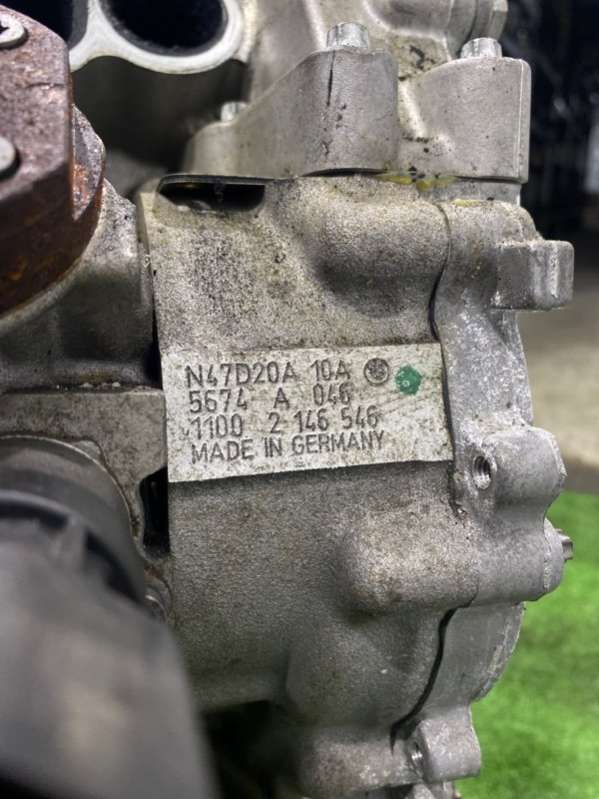 N47D20A 10A
5674 A 046
1100 2 146 546
MADE IN GERMANY